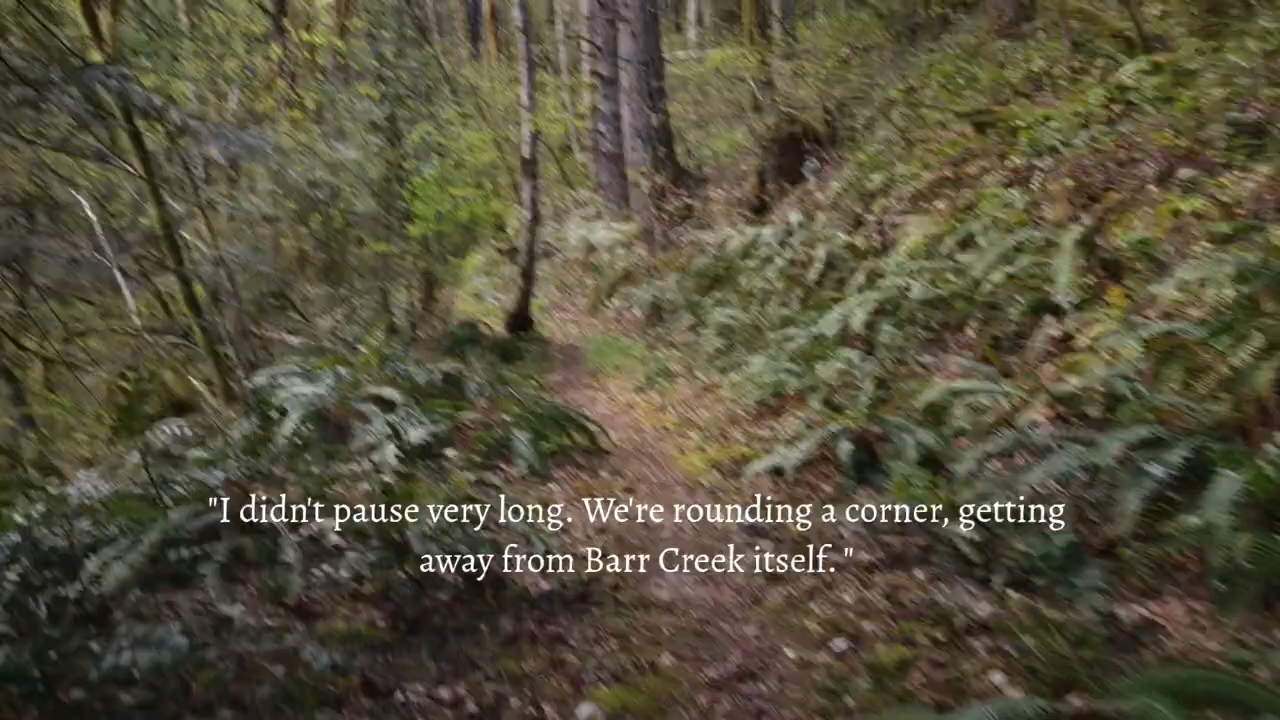 "I didn't pause very long. We're rounding a corner, getting
away from Barr Creek itself. "